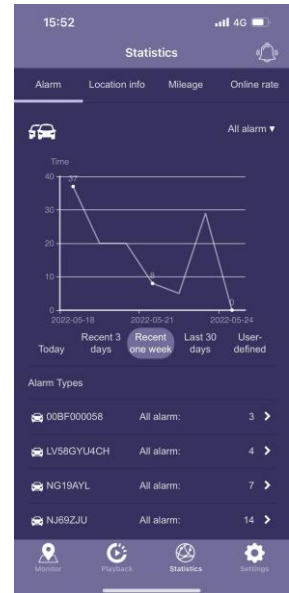 15:52
4G
Statistics
Alarm Location info Mileage Online rate
All alarm ▾
Time
40
37
30
20
10
8
0
0
2022-05-18 2022-05-21 2022-05-24
Today Recent 3 days Recent one week Last 30 days User-defined
Alarm Types
00BF000058 All alarm: 3
LV58GYU4CH All alarm: 4
NG19AYL All alarm: 7
NJ69ZJU All alarm: 14
Monitor Playback Statistics Settings